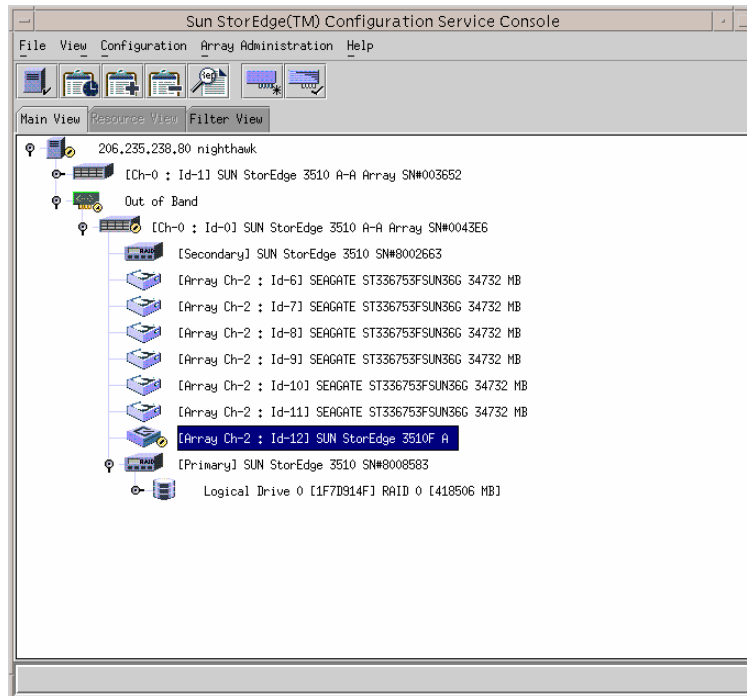 Sun StorEdge(TM) Configuration Service Console
File View Configuration Array Administration Help
Main View Resource View Filter View
206.235.238.80 nighthawk
[Ch-0 : Id-1] SUN StorEdge 3510 A-A Array SN#003652
Out of Band
[Ch-0 : Id-0] SUN StorEdge 3510 A-A Array SN#0043E6
[Secondary] SUN StorEdge 3510 SN#8002663
[Array Ch-2 : Id-6] SEAGATE ST336753FSUN36G 34732 MB
[Array Ch-2 : Id-7] SEAGATE ST336753FSUN36G 34732 MB
[Array Ch-2 : Id-8] SEAGATE ST336753FSUN36G 34732 MB
[Array Ch-2 : Id-9] SEAGATE ST336753FSUN36G 34732 MB
[Array Ch-2 : Id-10] SEAGATE ST336753FSUN36G 34732 MB
[Array Ch-2 : Id-11] SEAGATE ST336753FSUN36G 34732 MB
[Array Ch-2 : Id-12] SUN StorEdge 3510F A
[Primary] SUN StorEdge 3510 SN#8008583
Logical Drive 0 [1F7D914F] RAID 0 [418506 MB]